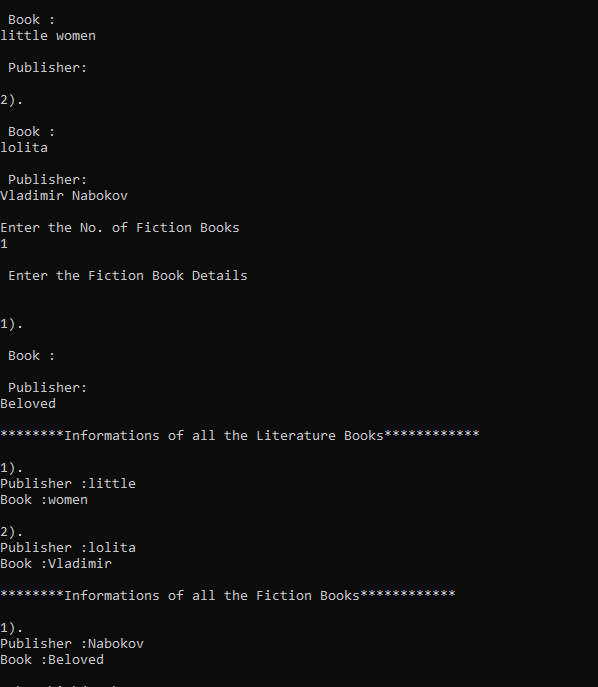 Book :
little women
Publisher:
2).
Book :
lolita
Publisher:
Vladimir Nabokov
Enter the No. of Fiction Books
1
Enter the Fiction Book Details
1).
Book :
Publisher:
Beloved
********Informations of all the Literature Books************
1).
Publisher :little
Book :women
2).
Publisher :lolita
Book :Vladimir
********Informations of all the Fiction Books************
1).
Publisher :Nabokov
Book :Beloved